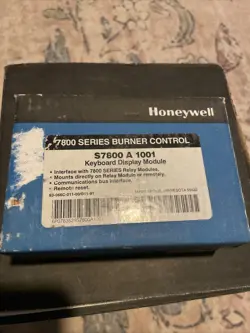 Honeywell
7800 SERIES BURNER CONTROL
S7800 A 1001
Keyboard Display Module
• Interface with 7800 SERIES Relay Modules.
• Mounts directly on Relay Module or remotely.
• Communications bus interface.
• Remote reset.